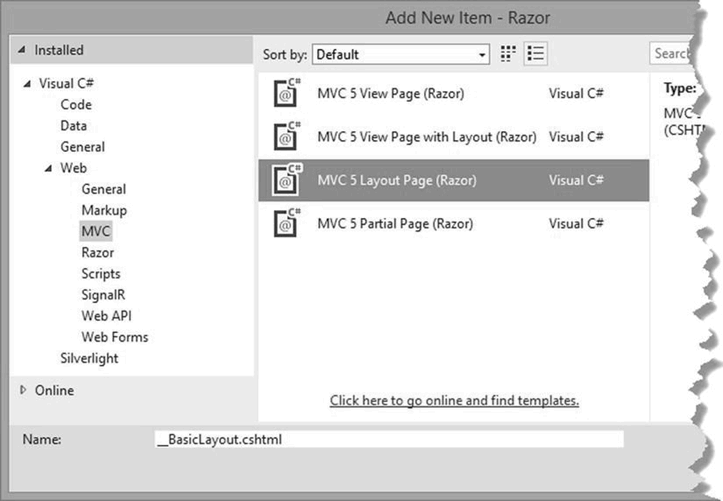 Add New Item - Razor
Installed
Sort by: Default
Search
Visual C#
Code
Data
General
Web
General
Markup
MVC
Razor
Scripts
SignalR
Web API
Web Forms
Silverlight
Online
C# @ MVC 5 View Page (Razor) Visual C#
C# @ MVC 5 View Page with Layout (Razor) Visual C#
C# @ MVC 5 Layout Page (Razor) Visual C#
C# @ MVC 5 Partial Page (Razor) Visual C#
Click here to go online and find templates.
Type:
MVC
(CSHT
Name: __BasicLayout.cshtml